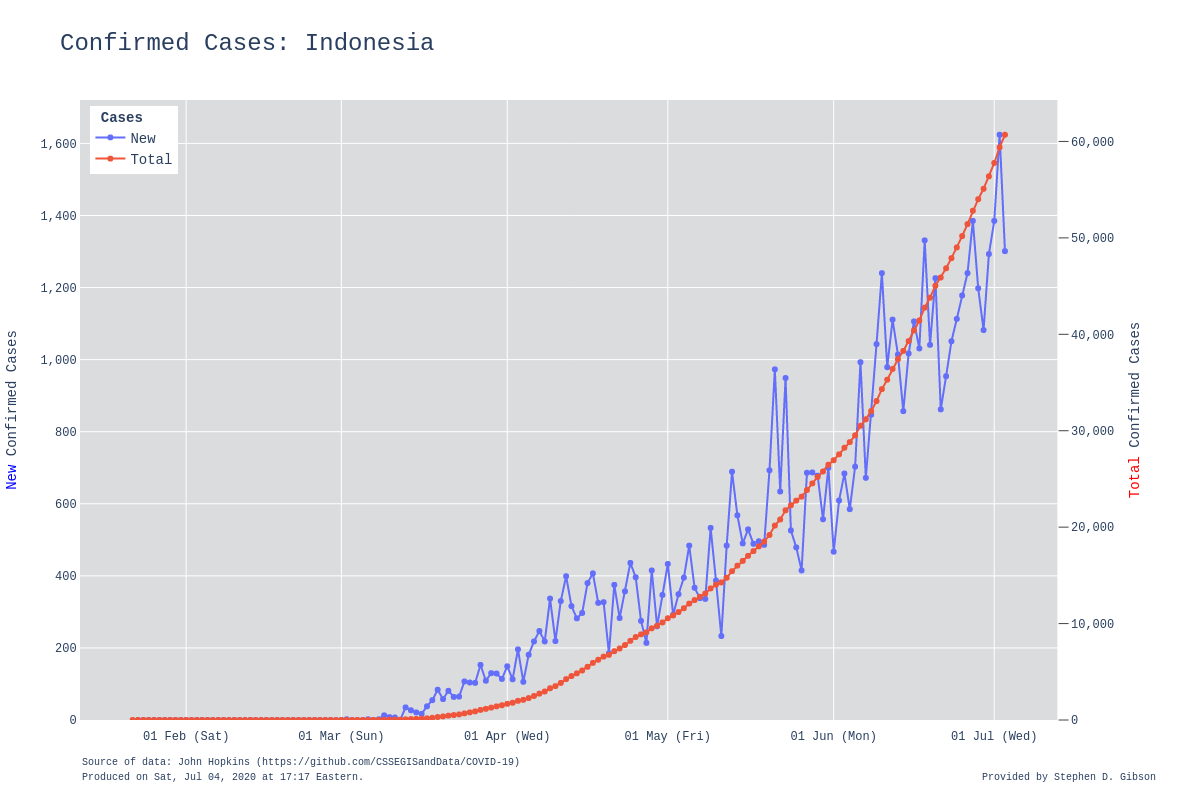 Confirmed Cases: Indonesia
Cases
New
Total
1,600
1,400
1,200
1,000
800
600
400
200
0
60,000
50,000
40,000
30,000
20,000
10,000
0
New Confirmed Cases
Total Confirmed Cases
01 Feb (Sat) 01 Mar (Sun) 01 Apr (Wed) 01 May (Fri) 01 Jun (Mon) 01 Jul (Wed)
Source of data: John Hopkins (https://github.com/CSSEGISandData/COVID-19)
Produced on Sat, Jul 04, 2020 at 17:17 Eastern.
Provided by Stephen D. Gibson